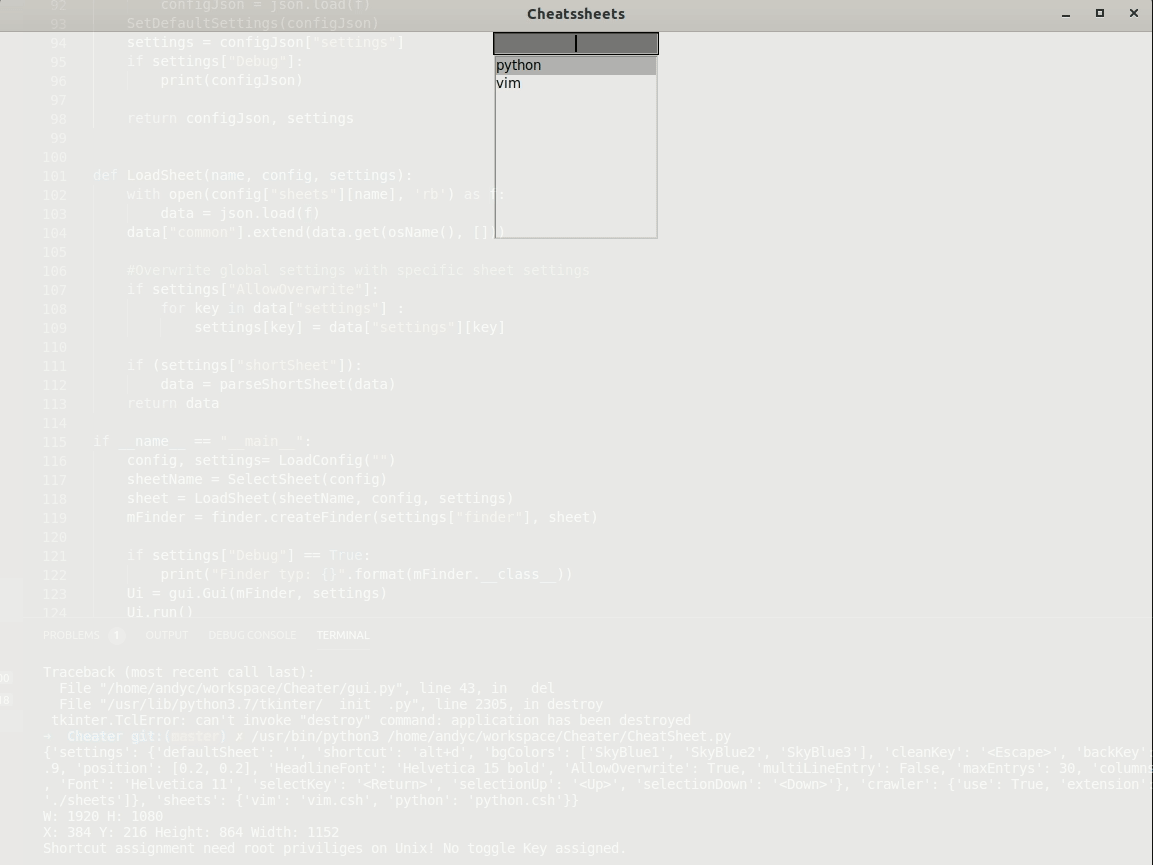 Cheatssheets
python
vim
92 configJson = json.load(f)
93 SetDefaultSettings(configJson)
94 settings = configJson["settings"]
95 if settings["Debug"]:
96 print(configJson)
97
98 return configJson, settings
99
100
101 def LoadSheet(name, config, settings):
102 with open(config["sheets"][name], 'rb') as f:
103 data = json.load(f)
104 data["common"].extend(data.get(osName(), []))
105
106 #Overwrite global settings with specific sheet settings
107 if settings["AllowOverwrite"]:
108 for key in data["settings"] :
109 settings[key] = data["settings"][key]
110
111 if (settings["shortSheet"]):
112 data = parseShortSheet(data)
113 return data
114
115 if __name__ == "__main__":
116 config, settings= LoadConfig("")
117 sheetName = SelectSheet(config)
118 sheet = LoadSheet(sheetName, config, settings)
119 mFinder = finder.createFinder(settings["finder"], sheet)
120
121 if settings["Debug"] == True:
122 print("Finder typ: {}".format(mFinder.__class__))
123 Ui = gui.Gui(mFinder, settings)
124 Ui.run()
PROBLEMS 1 OUTPUT DEBUG CONSOLE TERMINAL
Traceback (most recent call last):
File "/home/andyc/workspace/Cheater/gui.py", line 43, in del
File "/usr/lib/python3.7/tkinter/ init .py", line 2305, in destroy
tkinter.TclError: can't invoke "destroy" command: application has been destroyed
→ Cheater git:(master) ✗ /usr/bin/python3 /home/andyc/workspace/Cheater/CheatSheet.py
{'settings': {'defaultSheet': '', 'shortcut': 'alt+d', 'bgColors': ['SkyBlue1', 'SkyBlue2', 'SkyBlue3'], 'cleanKey': '<Escape>', 'backKey':
.9, 'position': [0.2, 0.2], 'HeadlineFont': 'Helvetica 15 bold', 'AllowOverwrite': True, 'multiLineEntry': False, 'maxEntrys': 30, 'columns
, 'Font': 'Helvetica 11', 'selectKey': '<Return>', 'selectionUp': '<Up>', 'selectionDown': '<Down>'}, 'crawler': {'use': True, 'extension':
'./sheets']}, 'sheets': {'vim': 'vim.csh', 'python': 'python.csh'}}
W: 1920 H: 1080
X: 384 Y: 216 Height: 864 Width: 1152
Shortcut assignment need root priviliges on Unix! No toggle Key assigned.